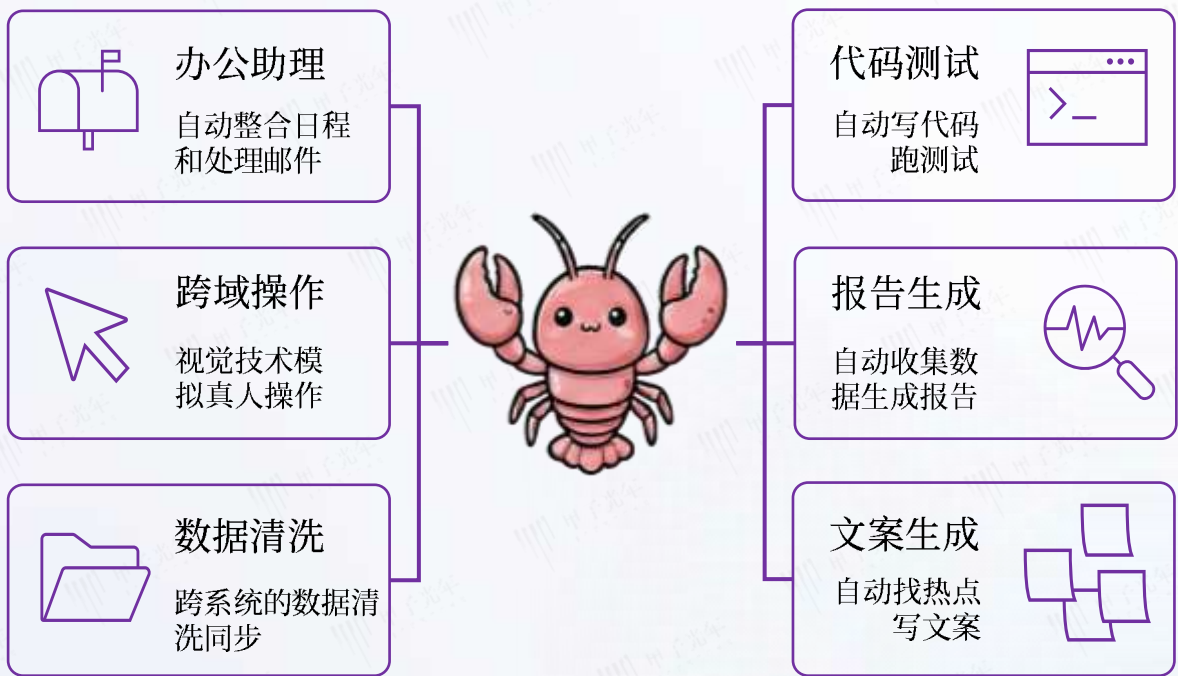 办公助理
自动整合日程
和处理邮件
跨域操作
视觉技术模
拟真人操作
数据清洗
跨系统的数据清
洗同步
代码测试
自动写代码
跑测试
报告生成
自动收集数
据生成报告
文案生成
自动找热点
写文案
甲子光年